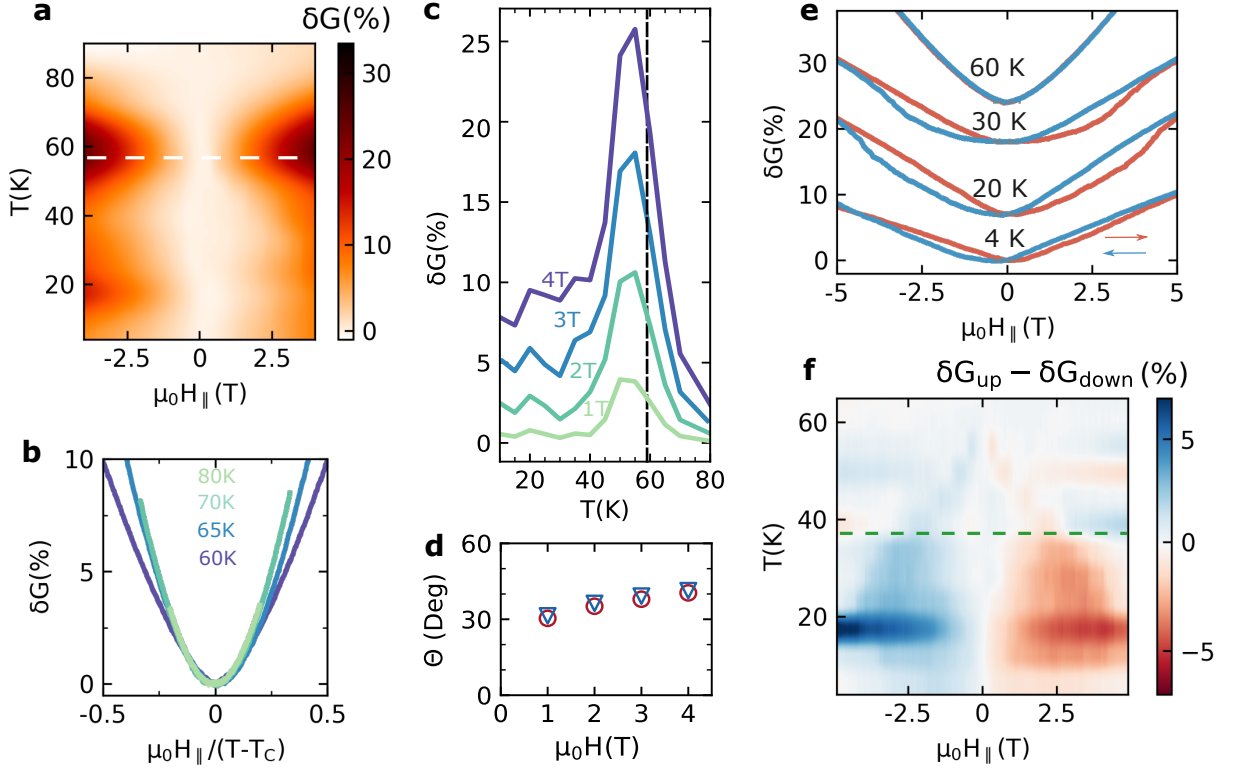 a
δG(%)
80
60
40
20
T(K)
-2.5
0
2.5
μ₀H∥(T)
30
20
10
0
b
10
5
0
δG(%)
80K
70K
65K
60K
-0.5
0
0.5
μ₀H∥/(T-T_C)
c
25
20
15
10
5
0
δG(%)
4T
3T
2T
1T
20
40
60
80
T(K)
d
60
30
0
Θ (Deg)
0
1
2
3
4
μ₀H(T)
e
30
20
10
0
δG(%)
60 K
30 K
20 K
4 K
-5
-2.5
0
2.5
5
μ₀H∥(T)
f
δG_up − δG_down (%)
60
40
20
T(K)
-2.5
0
2.5
μ₀H∥(T)
5
0
−5